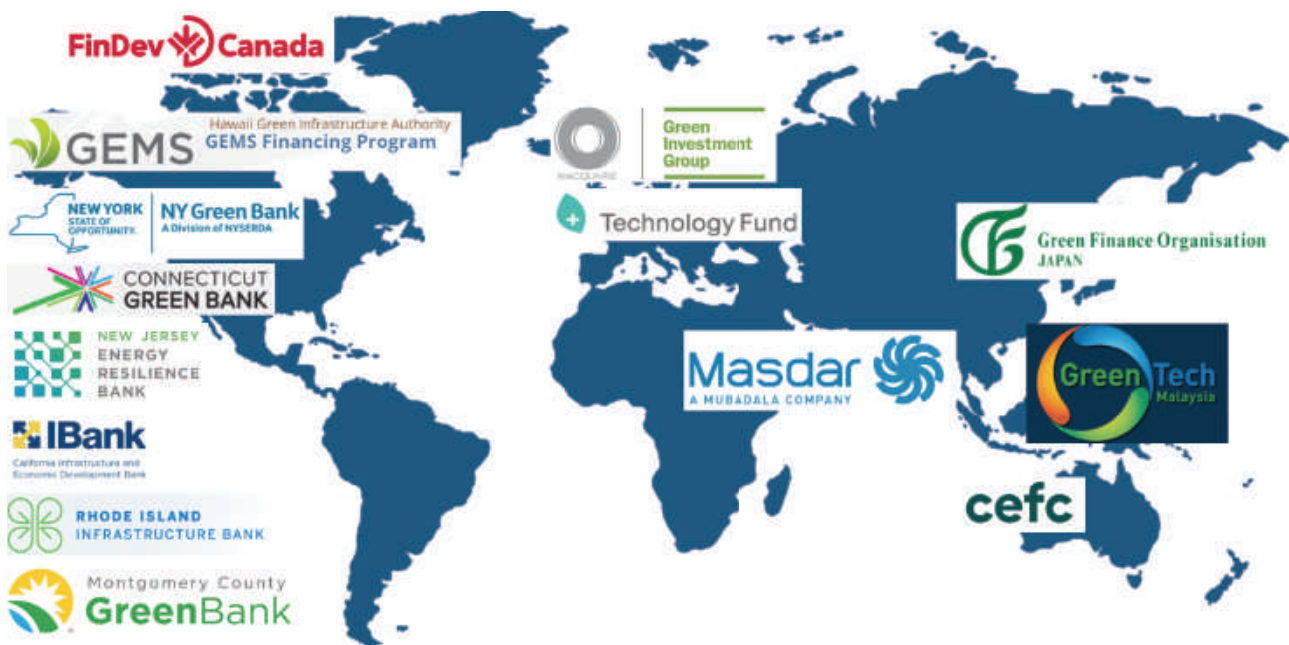 FinDev Canada
Hawaii Green Infrastructure Authority
GEMS GEMS Financing Program
NEW YORK
STATE OF
OPPORTUNITY.
NY Green Bank
A Division of NYSERDA
CONNECTICUT
GREEN BANK
NEW JERSEY
ENERGY
RESILIENCE
BANK
IBank
California Infrastructure and
Economic Development Bank
RHODE ISLAND
INFRASTRUCTURE BANK
Montgomery County
GreenBank
MACQUARIE
Green
Investment
Group
Technology Fund
Masdar
A MUBADALA COMPANY
Green Finance Organisation
JAPAN
GreenTech
Malaysia
cefc